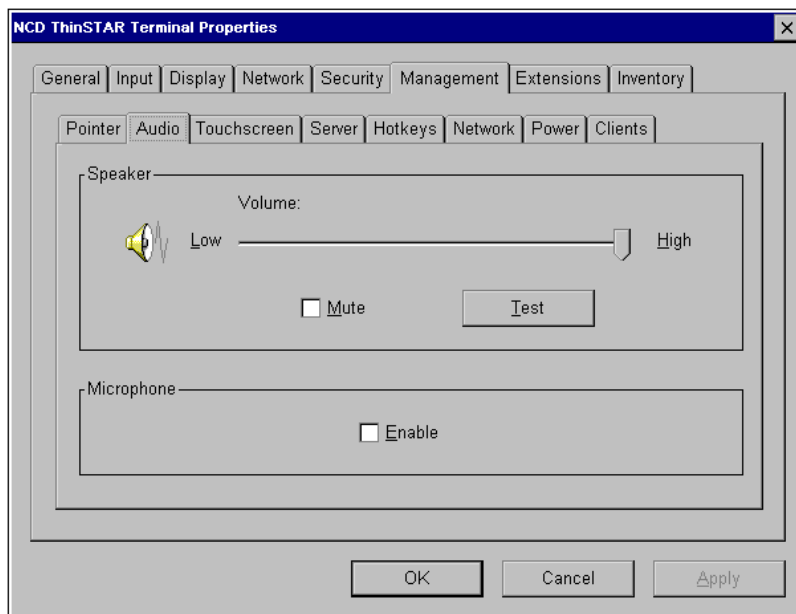 NCD ThinSTAR Terminal Properties
General Input Display Network Security Management Extensions Inventory
Pointer Audio Touchscreen Server Hotkeys Network Power Clients
Speaker
Volume:
Low High
Mute Test
Microphone
Enable
OK Cancel Apply